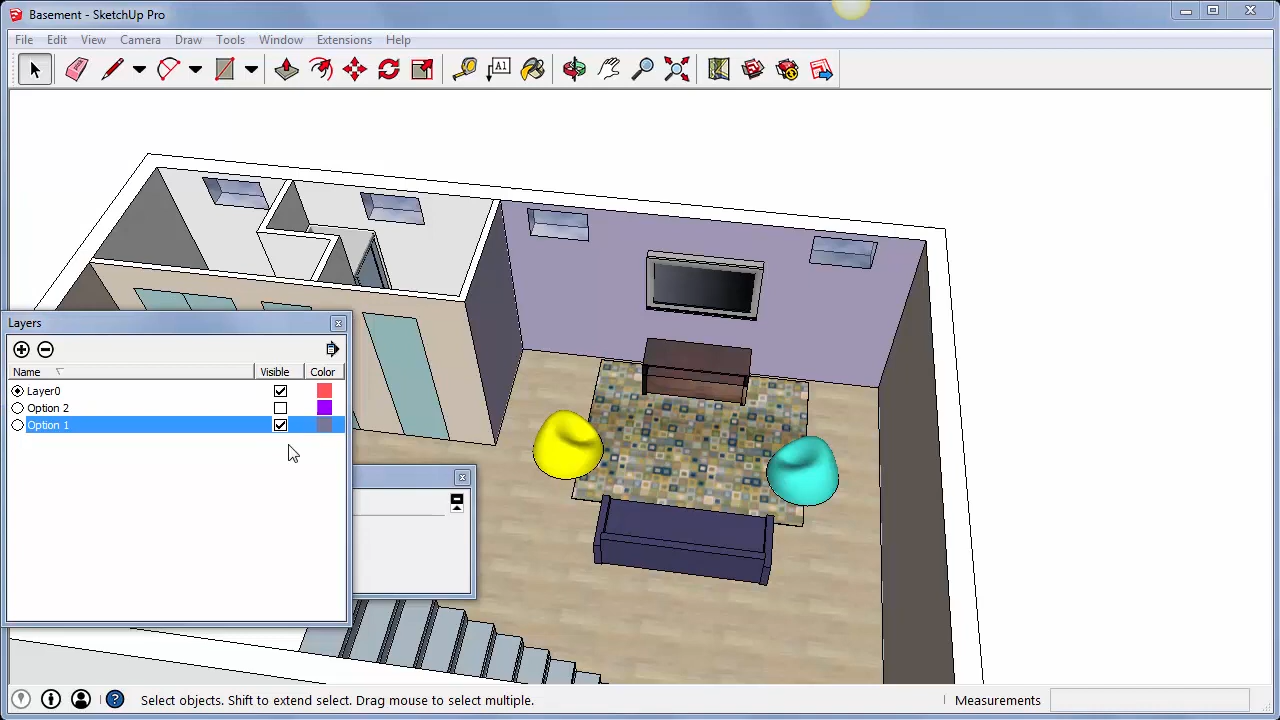 Basement - SketchUp Pro
File Edit View Camera Draw Tools Window Extensions Help
A1
Layers
Name Visible Color
Layer0
Option 2
Option 1
Select objects. Shift to extend select. Drag mouse to select multiple. Measurements